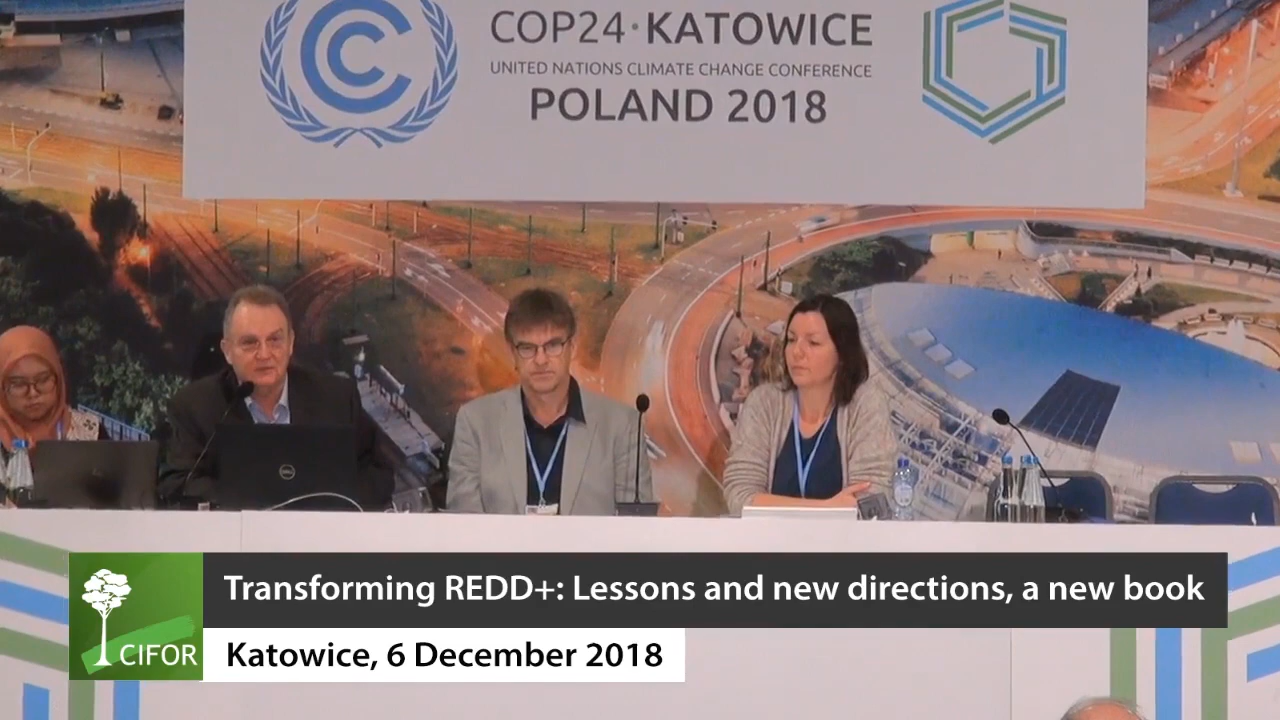 COP24·KATOWICE
UNITED NATIONS CLIMATE CHANGE CONFERENCE
POLAND 2018
DELL
Transforming REDD+: Lessons and new directions, a new book
CIFOR
Katowice, 6 December 2018